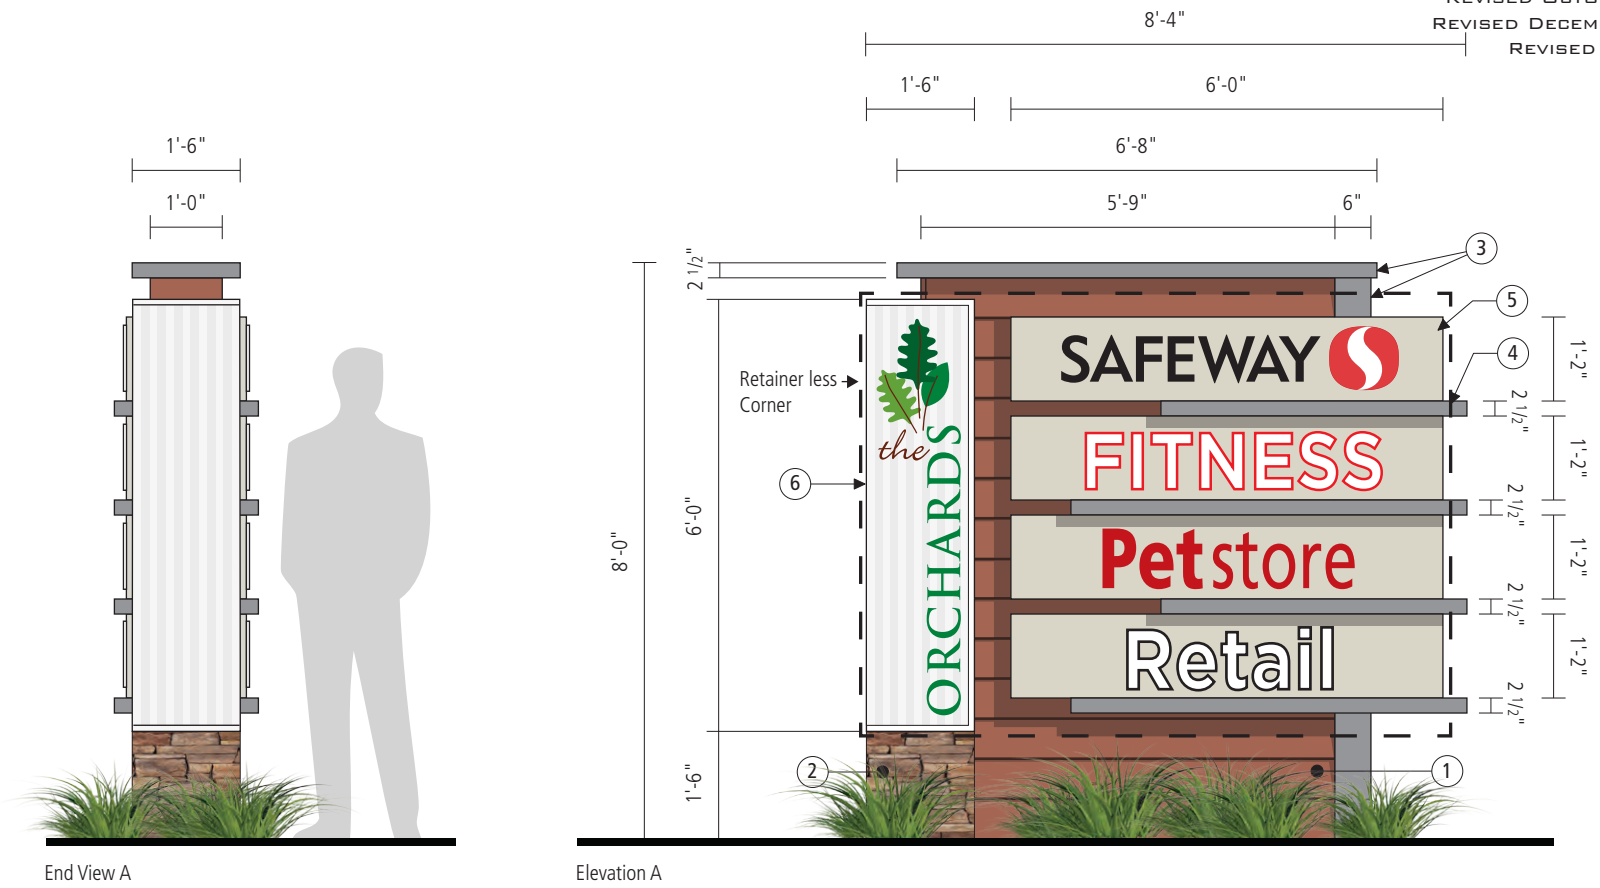 REVISED DECEM
8'-4"
REVISED
1'-6"
6'-0"
1'-6"
6'-8"
1'-0"
5'-9"
6"
3
2 1/2"
5
SAFEWAY
4
1'-2"
Retainer less
Corner
2 1/2"
the
ORCHARDS
FITNESS
1'-2"
6
2 1/2"
6'-0"
8'-0"
Petstore
1'-2"
2 1/2"
Retail
1'-2"
2 1/2"
2
1
1'-6"
End View A
Elevation A